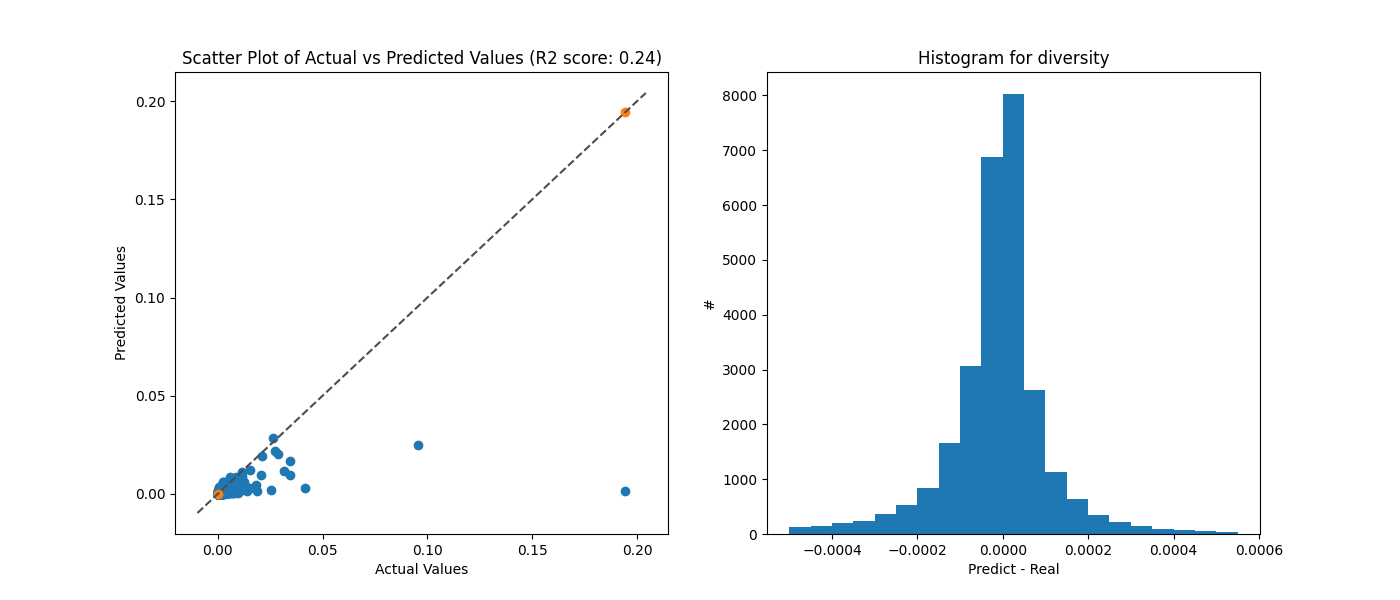 Scatter Plot of Actual vs Predicted Values (R2 score: 0.24)
0.20
0.15
0.10
0.05
0.00
Predicted Values
0.00 0.05 0.10 0.15 0.20
Actual Values
Histogram for diversity
8000
7000
6000
5000
4000
3000
2000
1000
0
#
−0.0004 −0.0002 0.0000 0.0002 0.0004 0.0006
Predict - Real